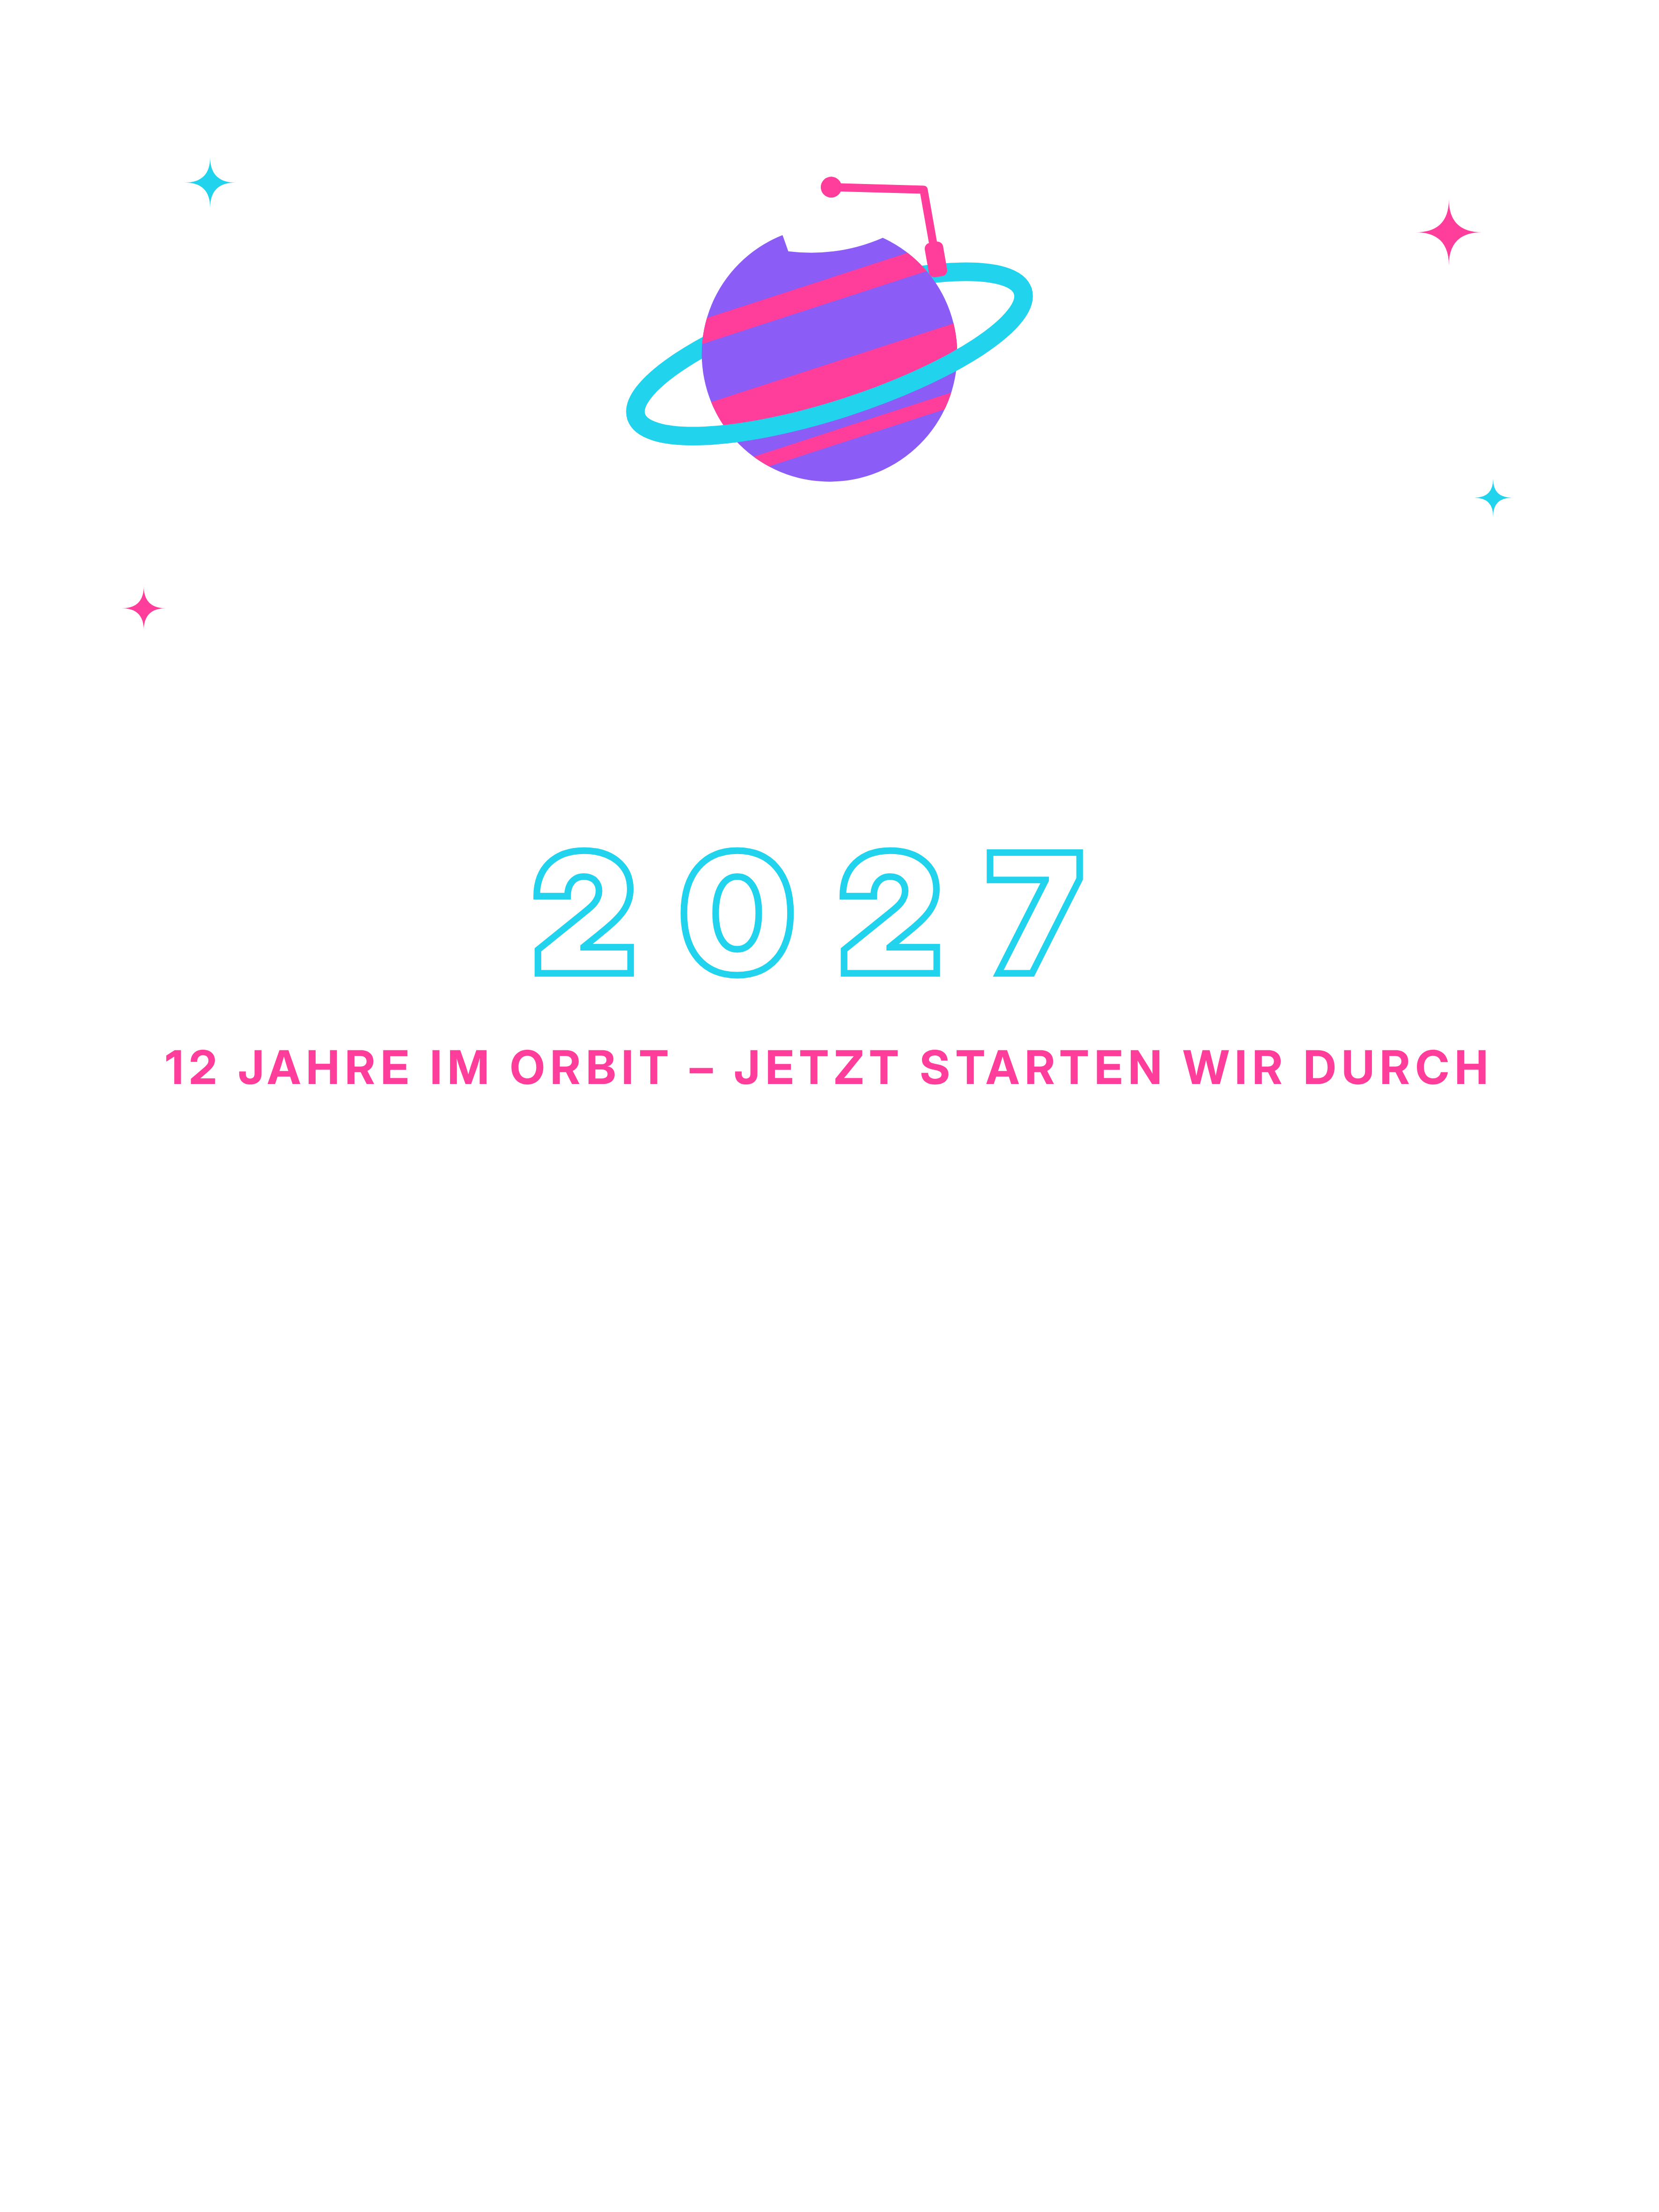 2027
12 JAHRE IM ORBIT – JETZT STARTEN WIR DURCH